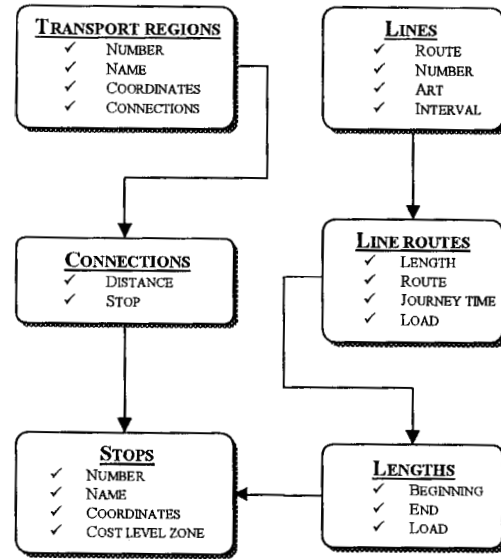 TRANSPORT REGIONS
✓ NUMBER
✓ NAME
✓ COORDINATES
✓ CONNECTIONS
LINES
✓ ROUTE
✓ NUMBER
✓ ART
✓ INTERVAL
CONNECTIONS
✓ DISTANCE
✓ STOP
LINE ROUTES
✓ LENGTH
✓ ROUTE
✓ JOURNEY TIME
✓ LOAD
STOPS
✓ NUMBER
✓ NAME
✓ COORDINATES
✓ COST LEVEL ZONE
LENGTHS
✓ BEGINNING
✓ END
✓ LOAD